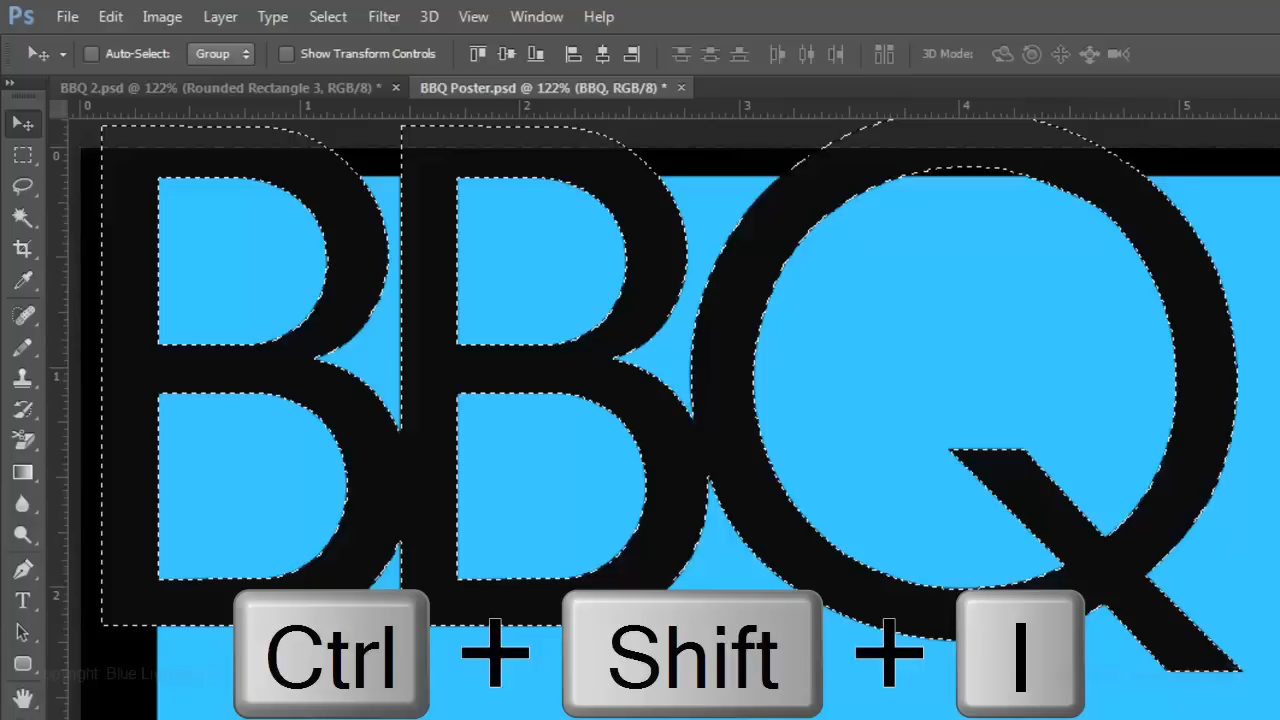 Ps File Edit Image Layer Type Select Filter 3D View Window Help
Auto-Select: Group Show Transform Controls 3D Mode:
BBQ 2.psd @ 122% (Rounded Rectangle 3, RGB/8) * × BBQ Poster.psd @ 122% (BBQ, RGB/8) * ×
0 1 2 3 4 5
0
1
2
BBQ
T
Ctrl + Shift + I